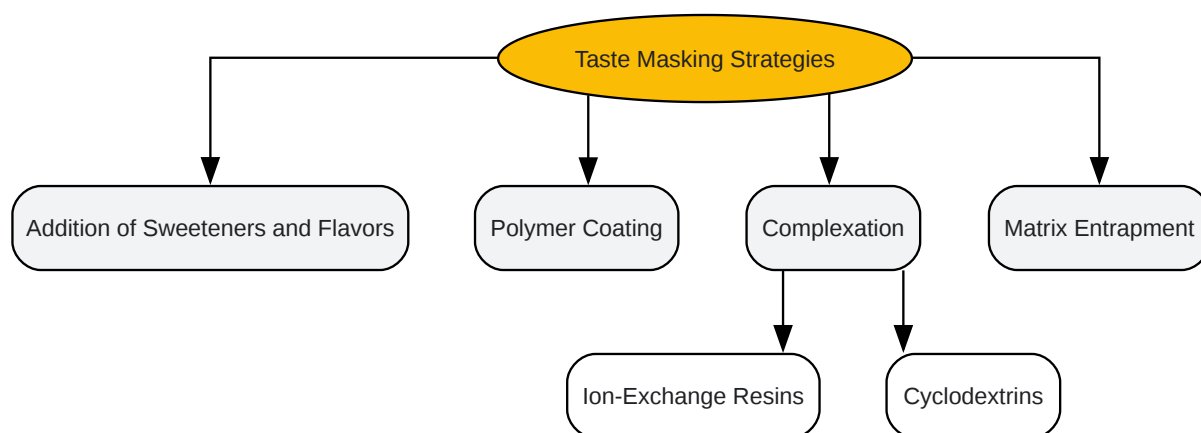 Taste Masking Strategies
Addition of Sweeteners and Flavors
Polymer Coating
Complexation
Matrix Entrapment
Ion-Exchange Resins
Cyclodextrins